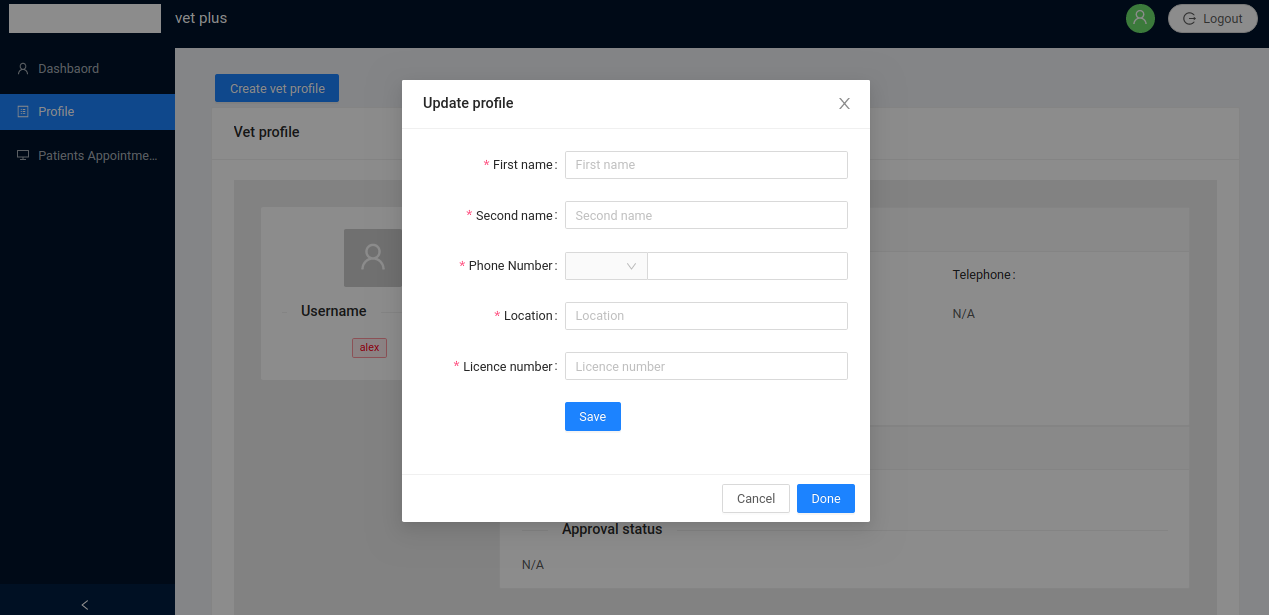 vet plus
Logout
Dashbaord
Profile
Patients Appointme...
Create vet profile
Vet profile
Username
alex
Telephone:
N/A
Approval status
N/A
Update profile
* First name:
First name
* Second name:
Second name
* Phone Number:
* Location:
Location
* Licence number:
Licence number
Save
Cancel
Done